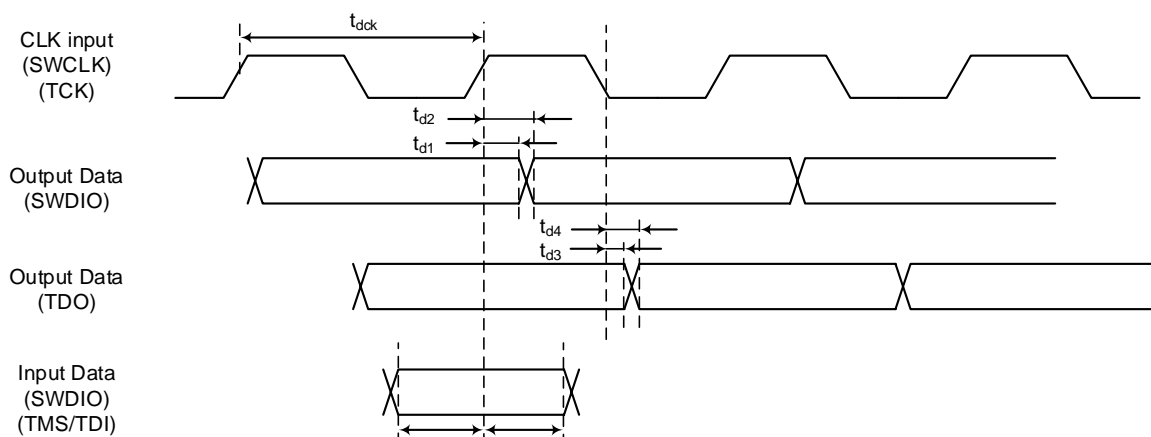 t_dck
CLK input
(SWCLK)
(TCK)
t_d2
t_d1
Output Data
(SWDIO)
t_d4
t_d3
Output Data
(TDO)
Input Data
(SWDIO)
(TMS/TDI)